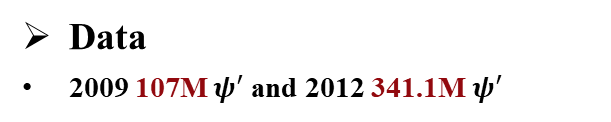 ➢ Data
• 2009 107M ψ′ and 2012 341.1M ψ′